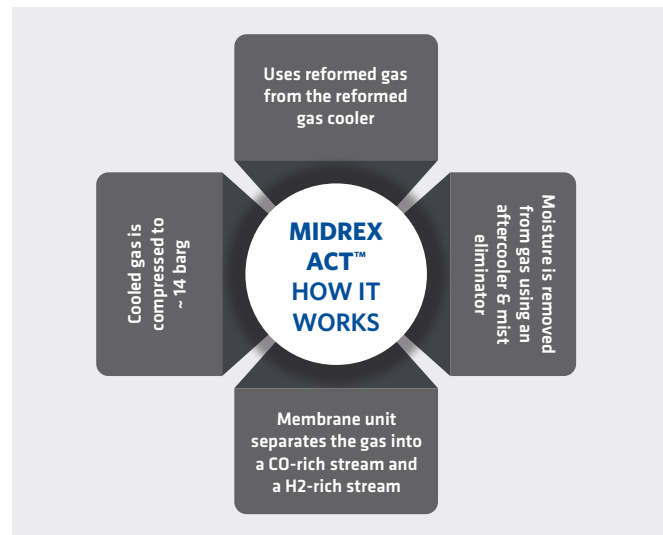 Uses reformed gas
from the reformed
gas cooler
Cooled gas is
compressed to
~ 14 barg
MIDREX
ACT™
HOW IT
WORKS
Moisture is removed
from gas using an
aftercooler & mist
eliminator
Membrane unit
separates the gas into
a CO-rich stream and
a H2-rich stream